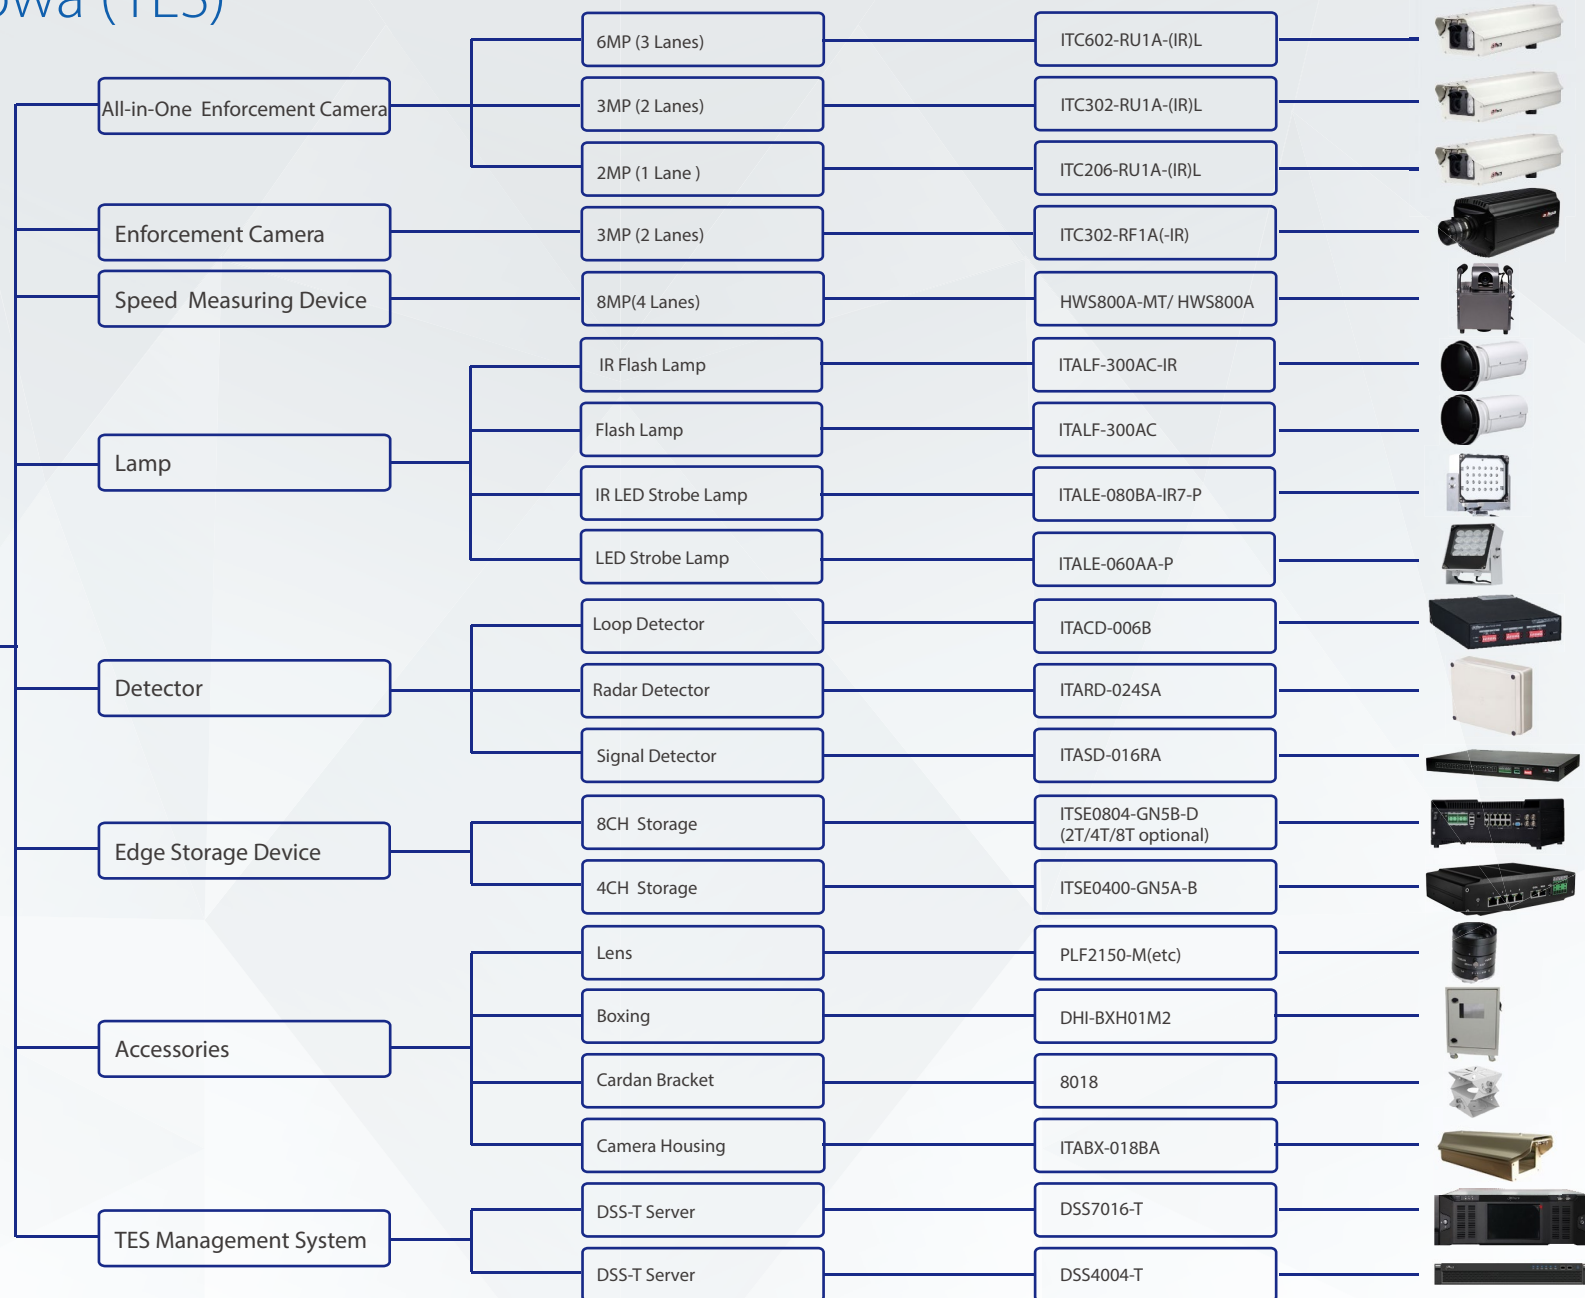 6MP (3 Lanes)
ITC602-RU1A-(IR)L
All-in-One Enforcement Camera
3MP (2 Lanes)
ITC302-RU1A-(IR)L
2MP (1 Lane )
ITC206-RU1A-(IR)L
Enforcement Camera
3MP (2 Lanes)
ITC302-RF1A(-IR)
Speed Measuring Device
8MP(4 Lanes)
HWS800A-MT/ HWS800A
IR Flash Lamp
ITALF-300AC-IR
Flash Lamp
ITALF-300AC
Lamp
IR LED Strobe Lamp
ITALE-080BA-IR7-P
LED Strobe Lamp
ITALE-060AA-P
Loop Detector
ITACD-006B
Detector
Radar Detector
ITARD-024SA
Signal Detector
ITASD-016RA
8CH Storage
ITSE0804-GN5B-D
(2T/4T/8T optional)
Edge Storage Device
4CH Storage
ITSE0400-GN5A-B
Lens
PLF2150-M(etc)
Boxing
DHI-BXH01M2
Accessories
Cardan Bracket
8018
Camera Housing
ITABX-018BA
DSS-T Server
DSS7016-T
TES Management System
DSS-T Server
DSS4004-T